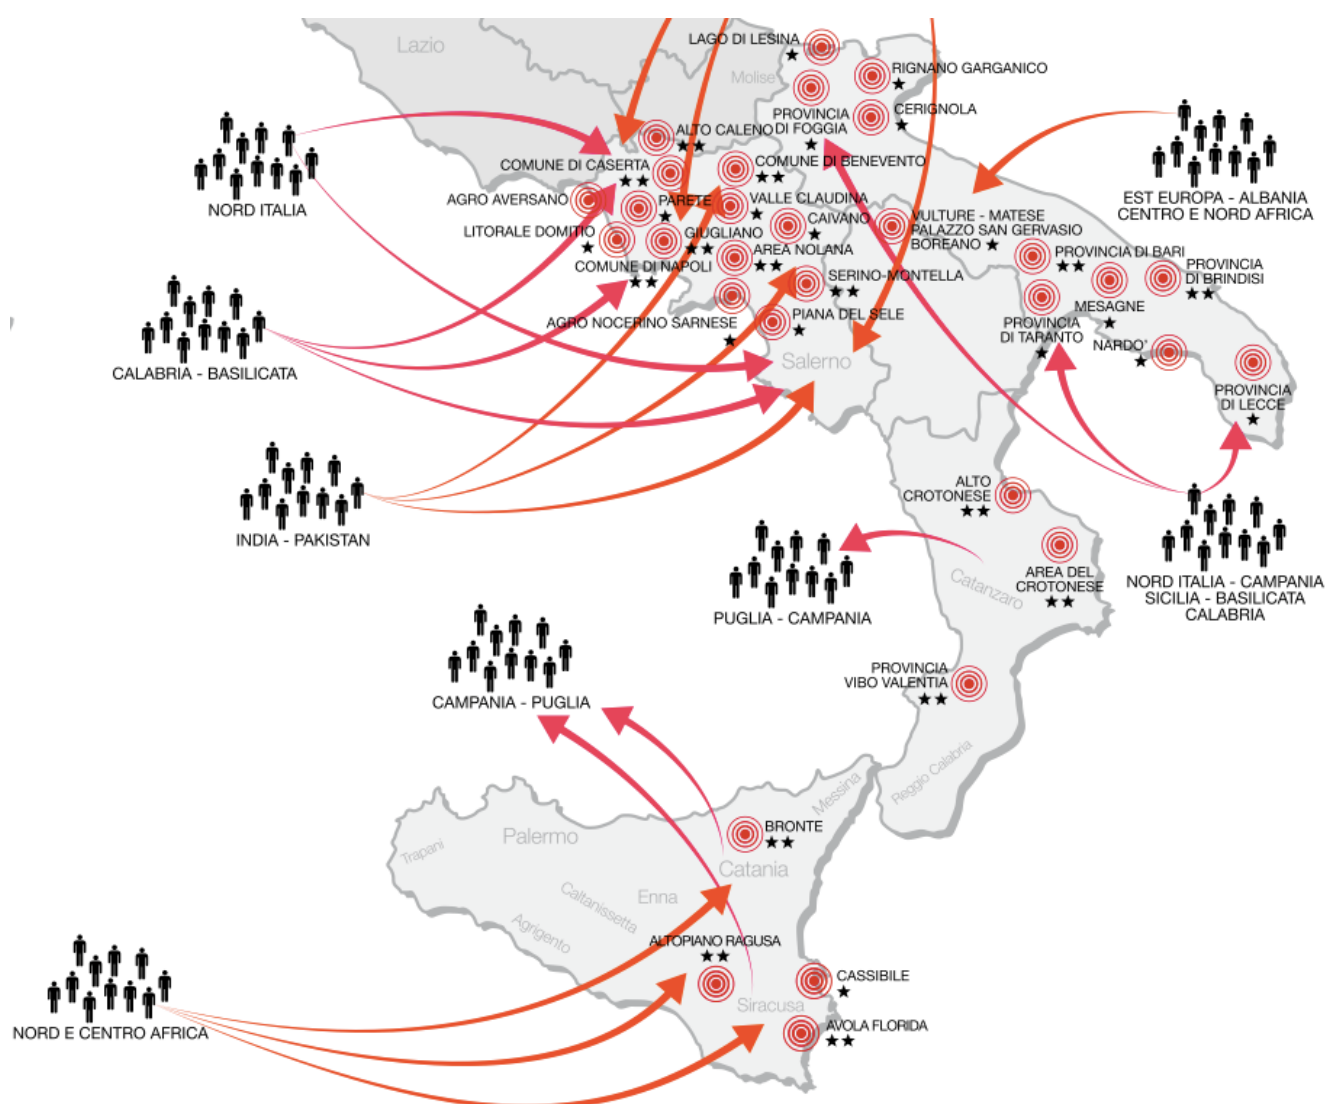 Lazio
LAGO DI LESINA
Molise
RIGNANO GARGANICO
PROVINCIA
DI FOGGIA
CERIGNOLA
NORD ITALIA
ALTO CALENO
COMUNE DI CASERTA
COMUNE DI BENEVENTO
EST EUROPA - ALBANIA
CENTRO E NORD AFRICA
AGRO AVERSANO
PARETE
VALLE CLAUDINA
LITORALE DOMITIO
GIUGLIANO
CAIVANO
VULTURE - MATESE
PALAZZO SAN GERVASIO
BOREANO
COMUNE DI NAPOLI
AREA NOLANA
PROVINCIA DI BARI
SERINO-MONTELLA
PROVINCIA
DI BRINDISI
MESAGNE
AGRO NOCERINO SARNESE
PIANA DEL SELE
PROVINCIA
DI TARANTO
NARDO'
Salerno
CALABRIA - BASILICATA
PROVINCIA
DI LECCE
INDIA - PAKISTAN
ALTO
CROTONESE
AREA DEL
CROTONESE
Catanzaro
NORD ITALIA - CAMPANIA
SICILIA - BASILICATA
CALABRIA
PUGLIA - CAMPANIA
PROVINCIA
VIBO VALENTIA
CAMPANIA - PUGLIA
Reggio Calabria
Messina
BRONTE
Palermo
Trapani
Catania
Enna
Caltanissetta
Agrigento
ALTOPIANO RAGUSA
CASSIBILE
Siracusa
AVOLA FLORIDA
NORD E CENTRO AFRICA